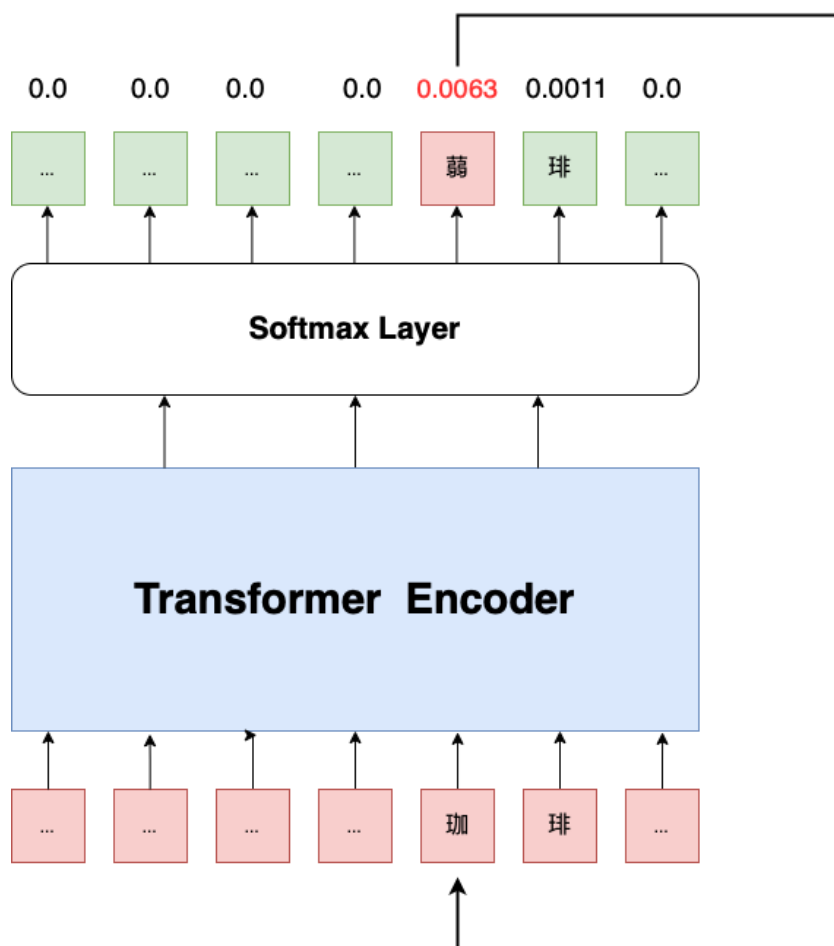 0.0 0.0 0.0 0.0 0.0063 0.0011 0.0
... ... ... ... 蒻 琲 ...
Softmax Layer
Transformer Encoder
... ... ... ... 珈 琲 ...